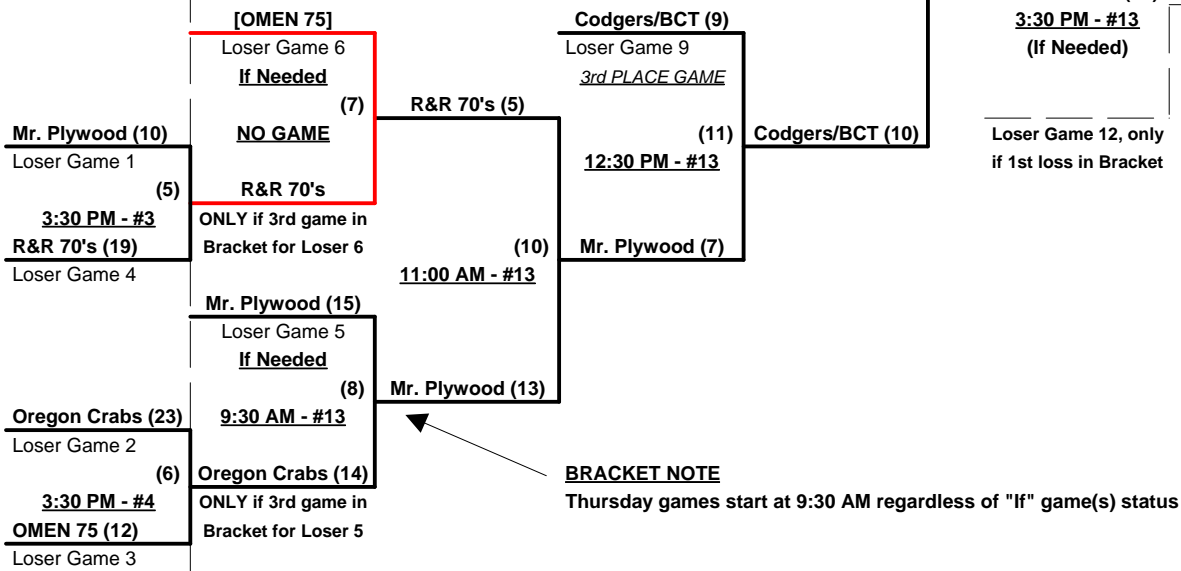 [OMEN 75]
Loser Game 6
If Needed
(7)
NO GAME
R&R 70's
ONLY if 3rd game in
Bracket for Loser 6
Mr. Plywood (10)
Loser Game 1
(5)
3:30 PM - #3
R&R 70's (19)
Loser Game 4
Mr. Plywood (15)
Loser Game 5
If Needed
(8)
9:30 AM - #13
Oregon Crabs (14)
ONLY if 3rd game in
Bracket for Loser 5
Oregon Crabs (23)
Loser Game 2
(6)
3:30 PM - #4
OMEN 75 (12)
Loser Game 3
R&R 70's (5)
(10)
11:00 AM - #13
Mr. Plywood (13)
Codgers/BCT (9)
Loser Game 9
3rd PLACE GAME
(11)
12:30 PM - #13
Mr. Plywood (7)
Codgers/BCT (10)
3:30 PM - #13
(If Needed)
Loser Game 12, only
if 1st loss in Bracket
BRACKET NOTE
Thursday games start at 9:30 AM regardless of "If" game(s) status